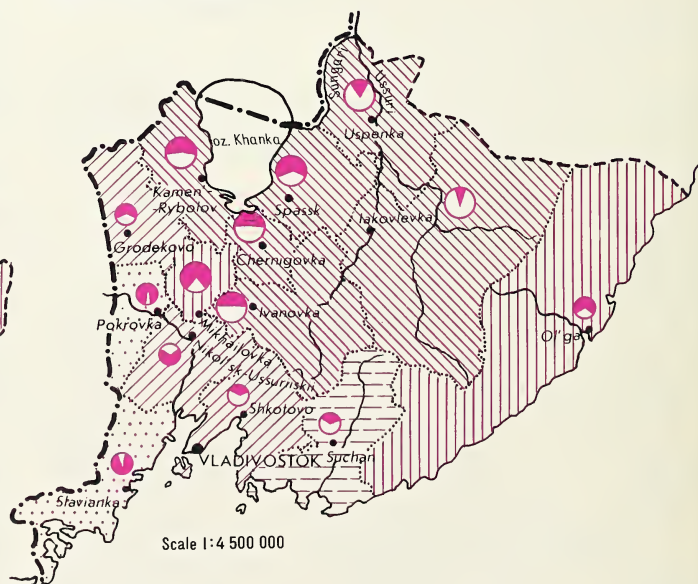 Sungari
Ussuri
Uspenka
oz. Khanka
Kamen
-Rybolov
Spassk
Iakovlevka
Grodekovo
Chernigovka
Ivanovka
Pokrovka
Mikhailovka
Nikol'sk-Ussuriiskii
Ol'ga
Shkotovo
VLADIVOSTOK
Suchan
Slavianka
Scale 1:4 500 000